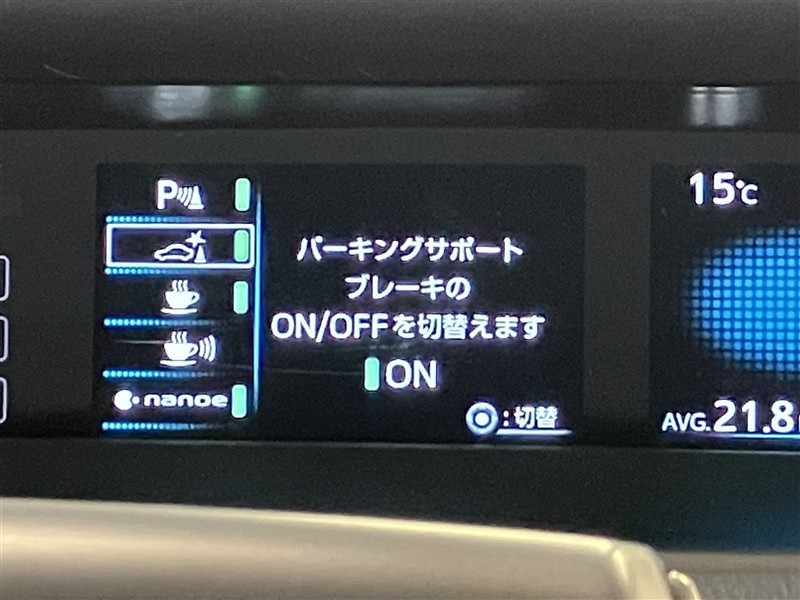 P
nanoe
パーキングサポート
ブレーキの
ON/OFFを切替えます
ON
:切替
15℃
AVG.21.8